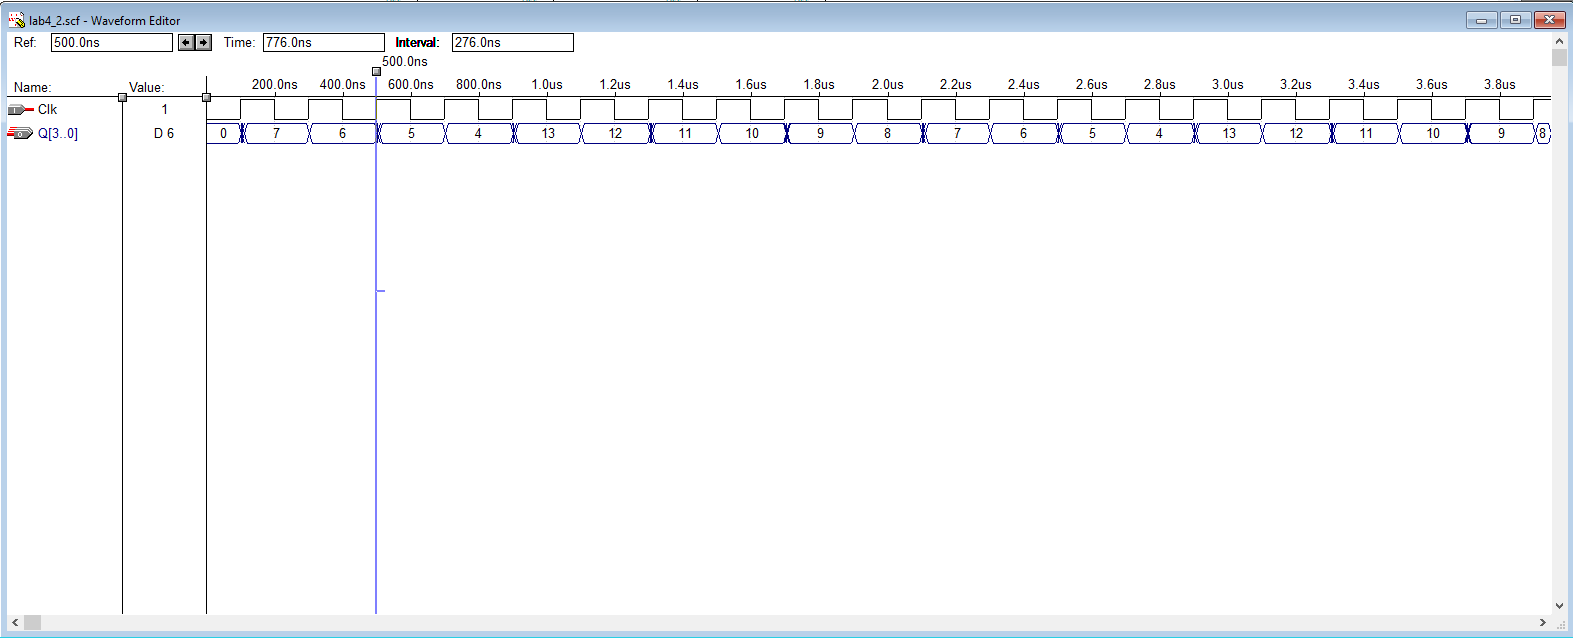 lab4_2.scf - Waveform Editor
Ref: 500.0ns Time: 776.0ns Interval: 276.0ns
500.0ns
Name: Value: 200.0ns 400.0ns 600.0ns 800.0ns 1.0us 1.2us 1.4us 1.6us 1.8us 2.0us 2.2us 2.4us 2.6us 2.8us 3.0us 3.2us 3.4us 3.6us 3.8us
Clk 1
Q[3..0] D 6 0 7 6 5 4 13 12 11 10 9 8 7 6 5 4 13 12 11 10 9 8